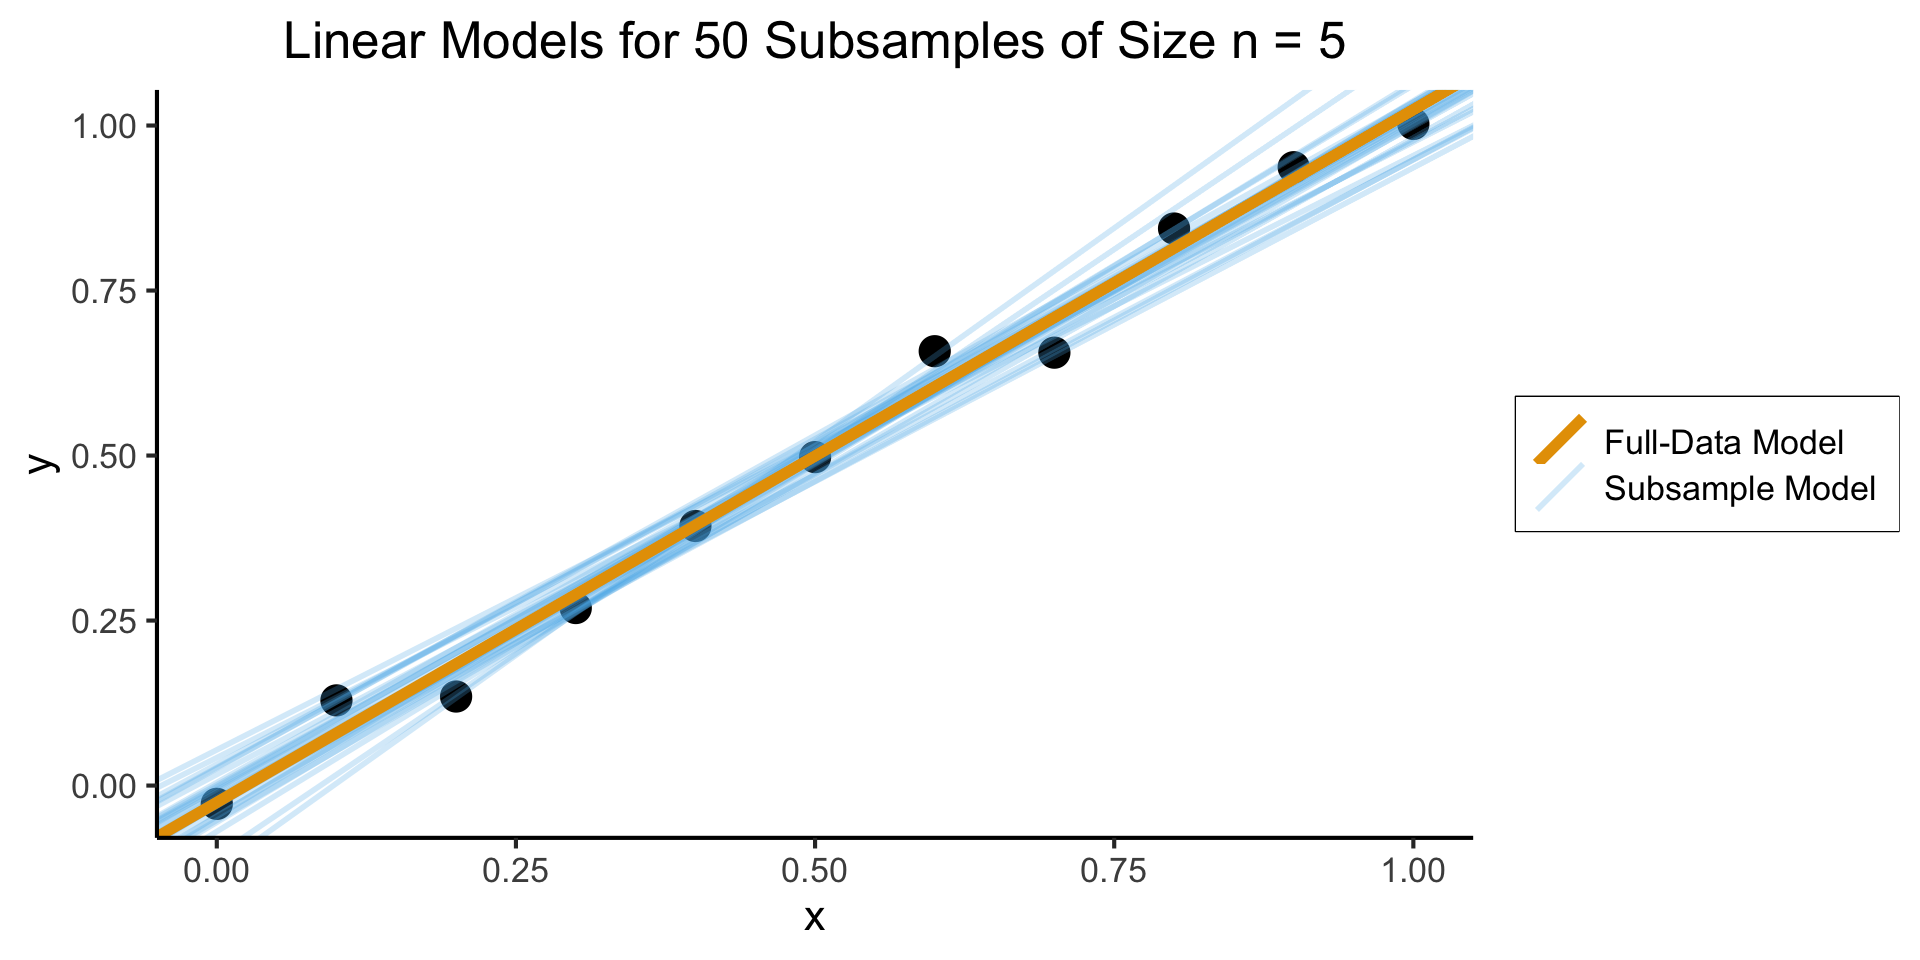 Linear Models for 50 Subsamples of Size n = 5
1.00
0.75
0.50
0.25
0.00
y
0.00 0.25 0.50 0.75 1.00
x
Full-Data Model
Subsample Model